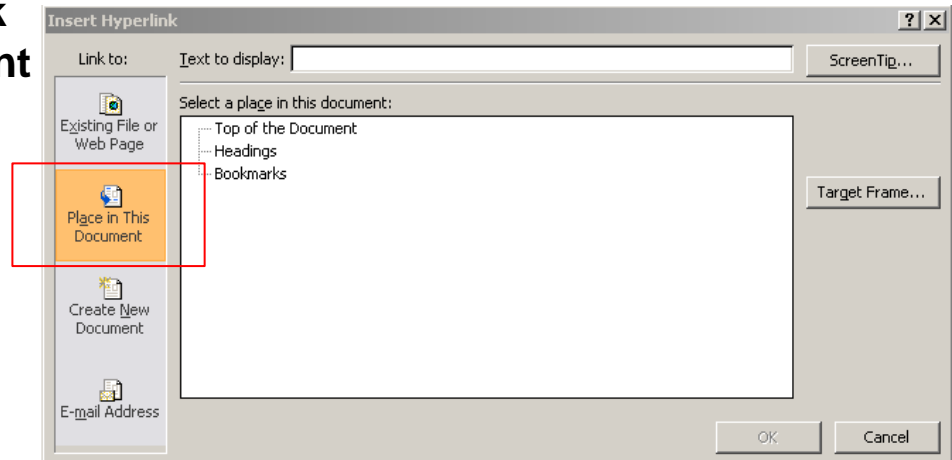 k
nt
Insert Hyperlink
Link to:
Text to display:
ScreenTip...
Select a place in this document:
Existing File or
Web Page
Top of the Document
Headings
Bookmarks
Place in This
Document
Target Frame...
Create New
Document
E-mail Address
OK
Cancel